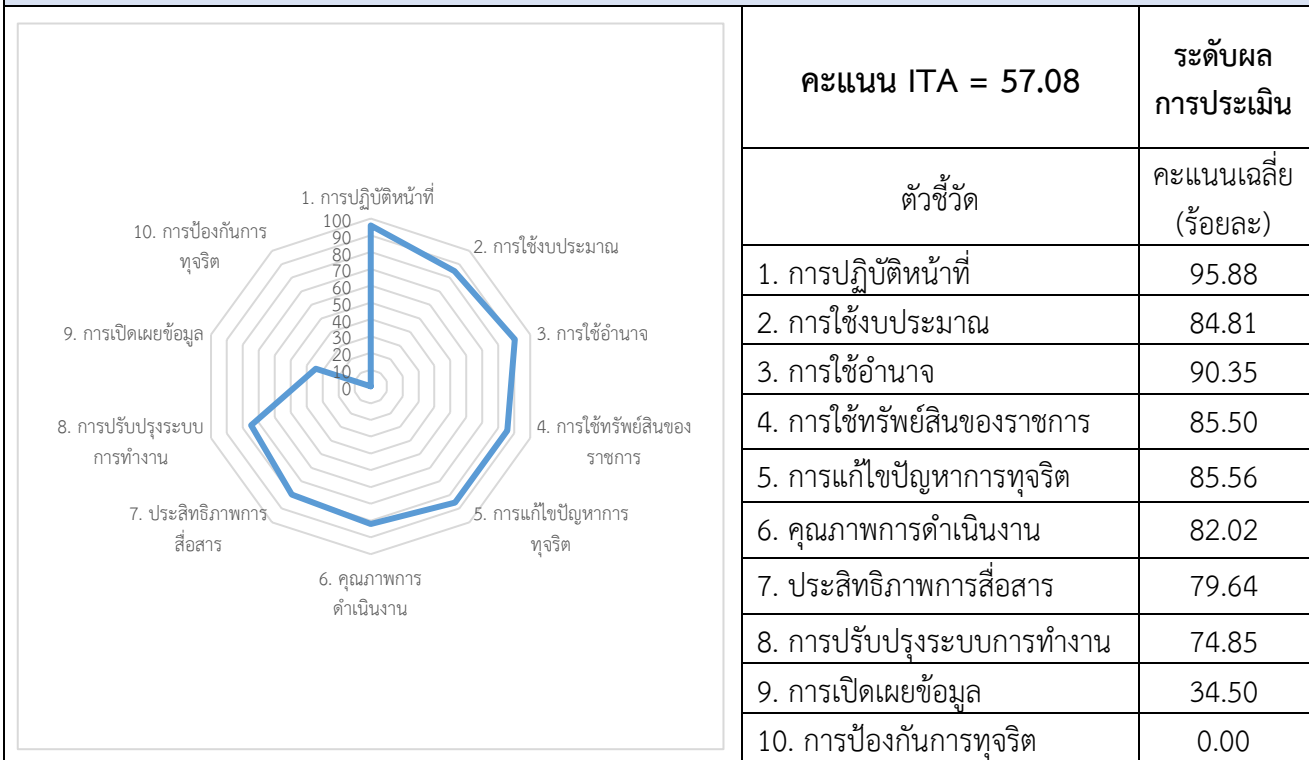 1. การปฏิบัติหน้าที่
2. การใช้งบประมาณ
3. การใช้อำนาจ
4. การใช้ทรัพย์สินของ
ราชการ
5. การแก้ไขปัญหาการ
ทุจริต
6. คุณภาพการ
ดำเนินงาน
7. ประสิทธิภาพการ
สื่อสาร
8. การปรับปรุงระบบ
การทำงาน
9. การเปิดเผยข้อมูล
10. การป้องกันการ
ทุจริต
100
90
80
70
60
50
40
30
20
10
0
คะแนน ITA = 57.08
ระดับผล
การประเมิน
ตัวชี้วัด
คะแนนเฉลี่ย
(ร้อยละ)
1. การปฏิบัติหน้าที่ 95.88
2. การใช้งบประมาณ 84.81
3. การใช้อำนาจ 90.35
4. การใช้ทรัพย์สินของราชการ 85.50
5. การแก้ไขปัญหาการทุจริต 85.56
6. คุณภาพการดำเนินงาน 82.02
7. ประสิทธิภาพการสื่อสาร 79.64
8. การปรับปรุงระบบการทำงาน 74.85
9. การเปิดเผยข้อมูล 34.50
10. การป้องกันการทุจริต 0.00